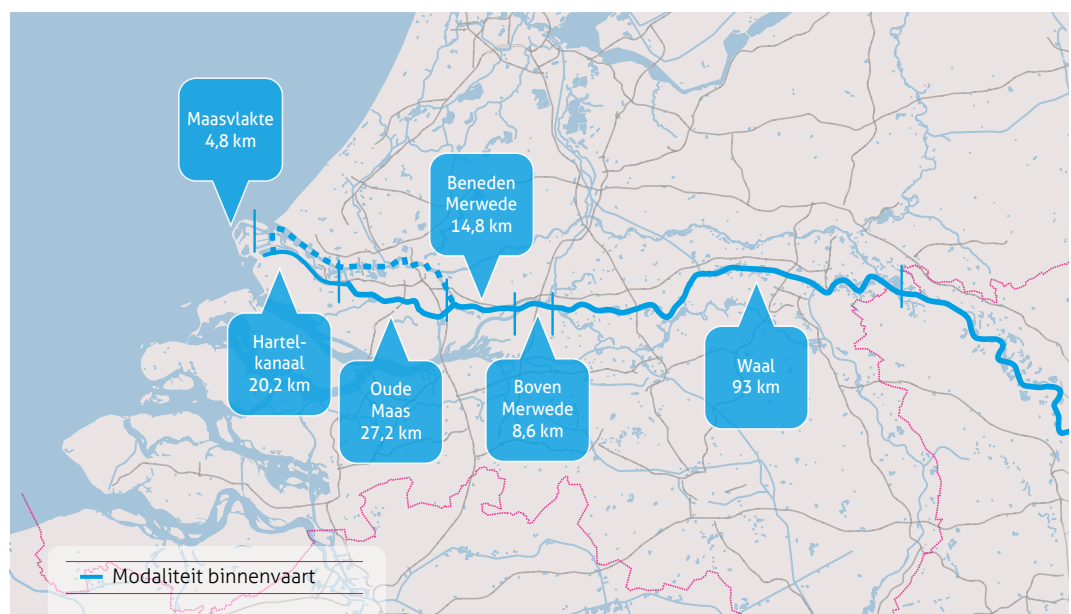 Maasvlakte
4,8 km
Beneden
Merwede
14,8 km
Hartel-
kanaal
20,2 km
Oude
Maas
27,2 km
Boven
Merwede
8,6 km
Waal
93 km
Modaliteit binnenvaart